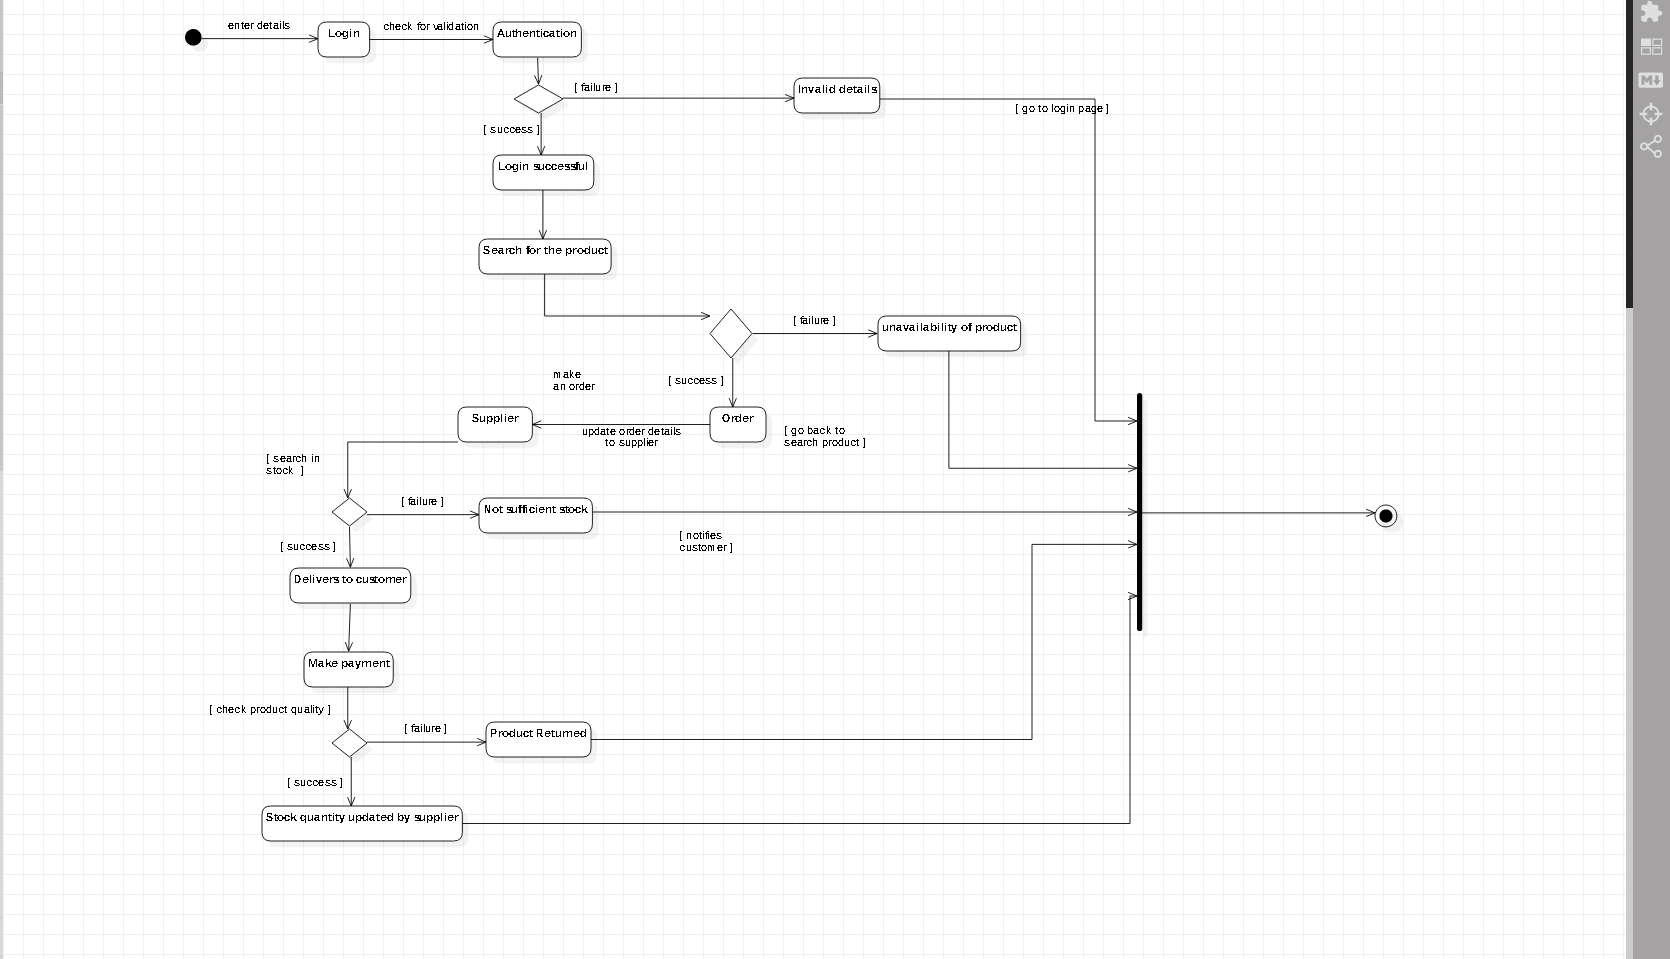 enter details
Login
check for validation
Authentication
[ failure ]
Invalid details
[ go to login page ]
[ success ]
Login successful
Search for the product
[ failure ]
unavailability of product
make
an order
[ success ]
Supplier
Order
update order details
to supplier
[ go back to
search product ]
[ search in
stock  ]
[ failure ]
Not sufficient stock
[ notifies
customer ]
[ success ]
Delivers to customer
Make payment
[ check product quality ]
[ failure ]
Product Returned
[ success ]
Stock quantity updated by supplier
M